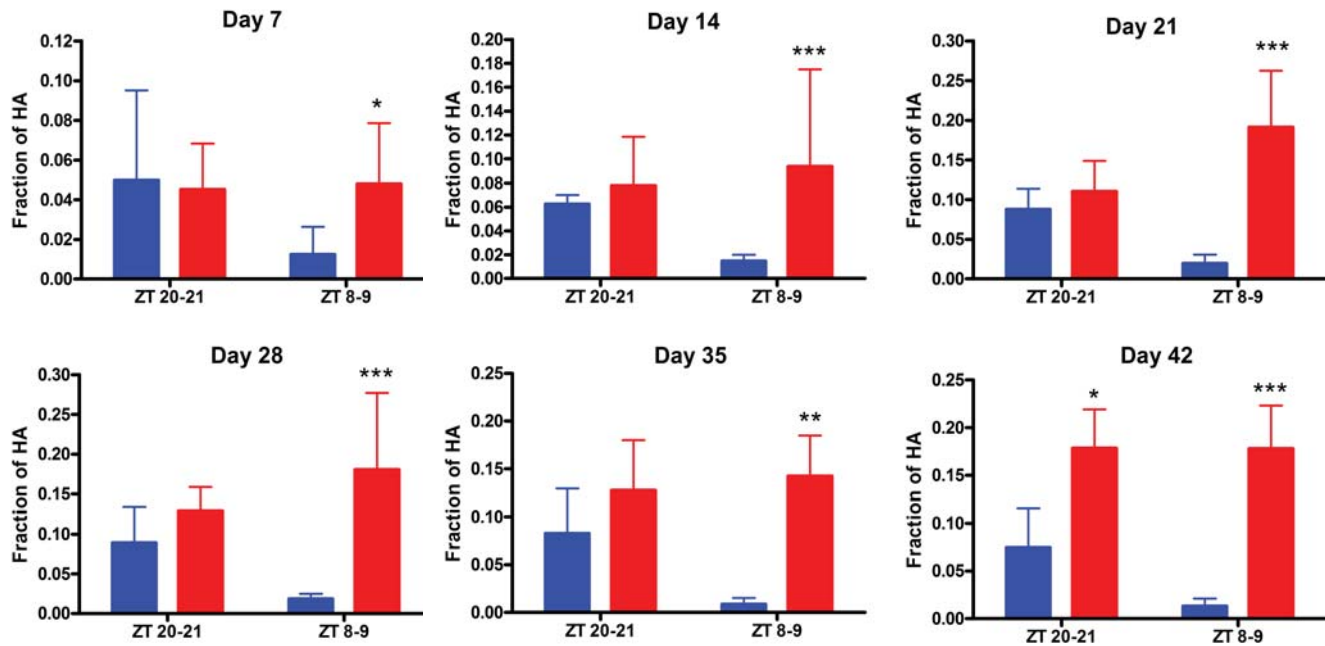 Day 7
Fraction of HA
0.12
0.10
0.08
0.06
0.04
0.02
0.00
*
ZT 20-21 ZT 8-9
Day 14
Fraction of HA
0.20
0.18
0.16
0.14
0.12
0.10
0.08
0.06
0.04
0.02
0.00
***
ZT 20-21 ZT 8-9
Day 21
Fraction of HA
0.30
0.25
0.20
0.15
0.10
0.05
0.00
***
ZT 20-21 ZT 8-9
Day 28
Fraction of HA
0.30
0.25
0.20
0.15
0.10
0.05
0.00
***
ZT 20-21 ZT 8-9
Day 35
Fraction of HA
0.25
0.20
0.15
0.10
0.05
0.00
**
ZT 20-21 ZT 8-9
Day 42
Fraction of HA
0.25
0.20
0.15
0.10
0.05
0.00
* ***
ZT 20-21 ZT 8-9